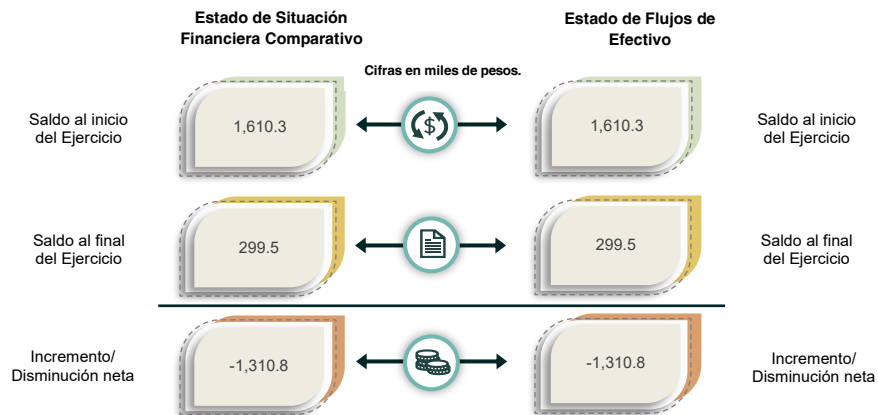 Estado de Situación
Financiera Comparativo
Estado de Flujos de
Efectivo
Cifras en miles de pesos.
Saldo al inicio
del Ejercicio
1,610.3
$
1,610.3
Saldo al inicio
del Ejercicio
Saldo al final
del Ejercicio
299.5
299.5
Saldo al final
del Ejercicio
Incremento/
Disminución neta
-1,310.8
-1,310.8
Incremento/
Disminución neta